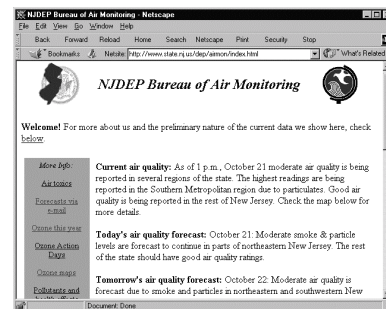 NJDEP Bureau of Air Monitoring - Netscape
File Edit View Go Window Help
Back Forward Reload Home Search Netscape Print Security Stop
Bookmarks Netsite: http://www.state.nj.us/dep/airmon/index.html What's Related
NJDEP Bureau of Air Monitoring
Welcome! For more about us and the preliminary nature of the current data we show here, check
below.
More Info:
Air toxics
Forecasts via
e-mail
Ozone this year
Ozone Action
Days
Ozone maps
Pollutants and
health effects
Current air quality: As of 1 p.m., October 21 moderate air quality is being
reported in several regions of the state. The highest readings are being
reported in the Southern Metropolitan region due to particulates. Good air
quality is being reported in the rest of New Jersey. Check the map below for
more details.
Today's air quality forecast: October 21: Moderate smoke & particle
levels are forecast to continue in parts of northeastern New Jersey. The rest
of the state should have good air quality ratings.
Tomorrow's air quality forecast: October 22: Moderate air quality is
forecast due to smoke and particles in northeastern and southwestern New
Document: Done